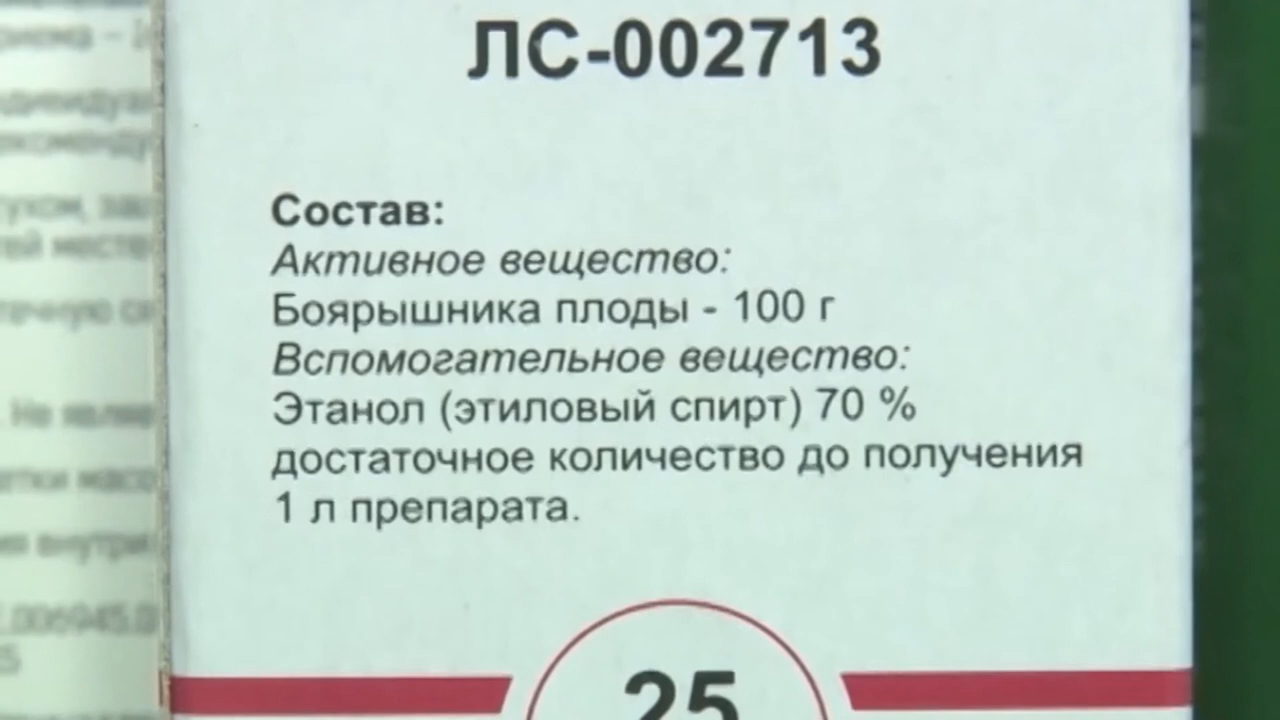 ЛС-002713
Состав:
Активное вещество:
Боярышника плоды - 100 г
Вспомогательное вещество:
Этанол (этиловый спирт) 70 %
достаточное количество до получения
1 л препарата.
25